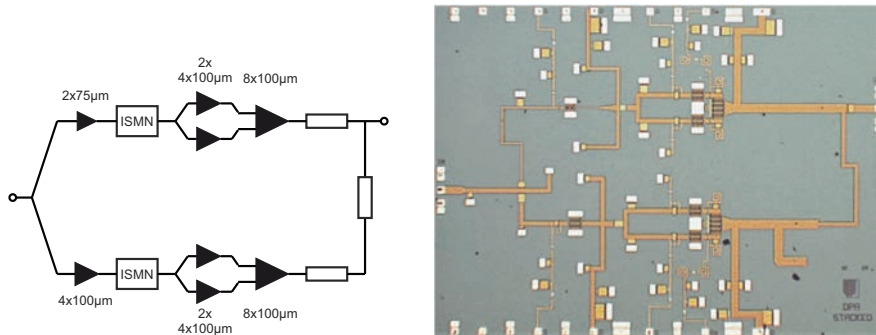 2x
4x100µm
8x100µm
2x75µm
ISMN
ISMN
4x100µm
2x
4x100µm
8x100µm
DPA
STACKED